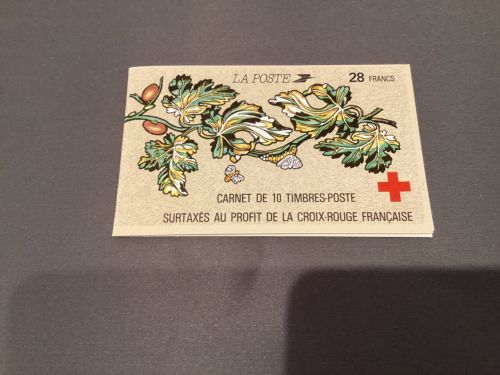 LA POSTE 28 FRANCS
CARNET DE 10 TIMBRES-POSTE
SURTAXÉS AU PROFIT DE LA CROIX-ROUGE FRANÇAISE